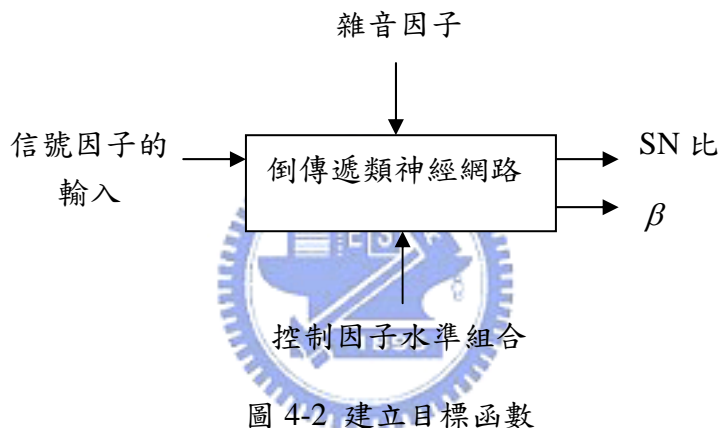 雜音因子
信號因子的
輸入
倒傳遞類神經網路
SN 比
β
控制因子水準組合
圖 4-2 建立目標函數